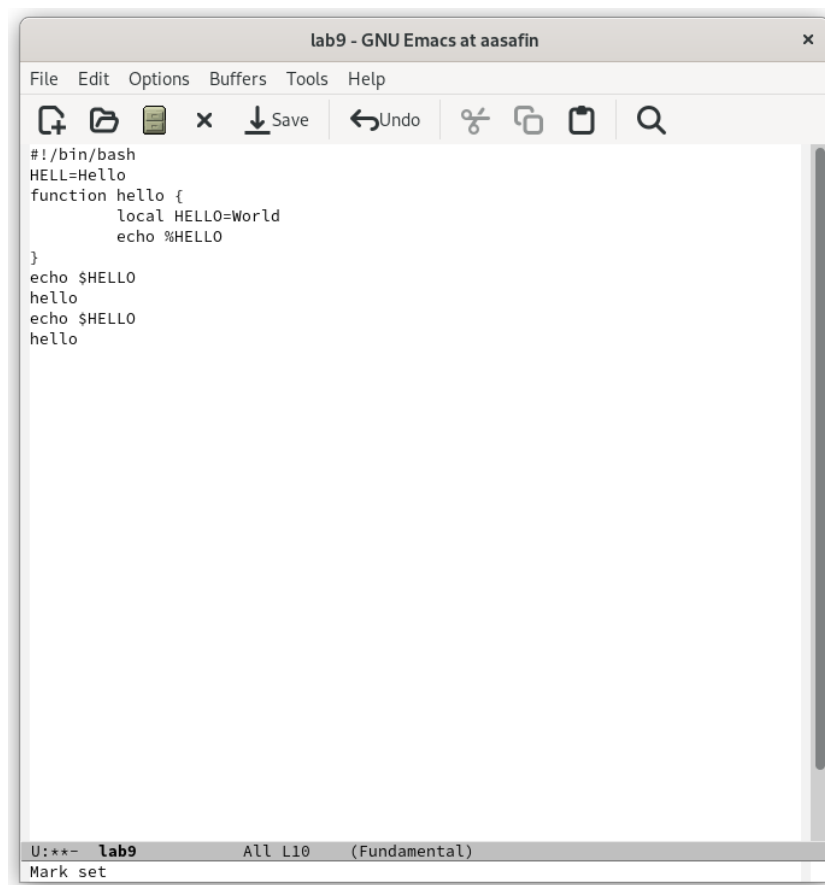 lab9 - GNU Emacs at aasafin
File Edit Options Buffers Tools Help
Save Undo
#!/bin/bash
HELL=Hello
function hello {
local HELLO=World
echo %HELLO
}
echo $HELLO
hello
echo $HELLO
hello
U:**- lab9 All L10 (Fundamental)
Mark set